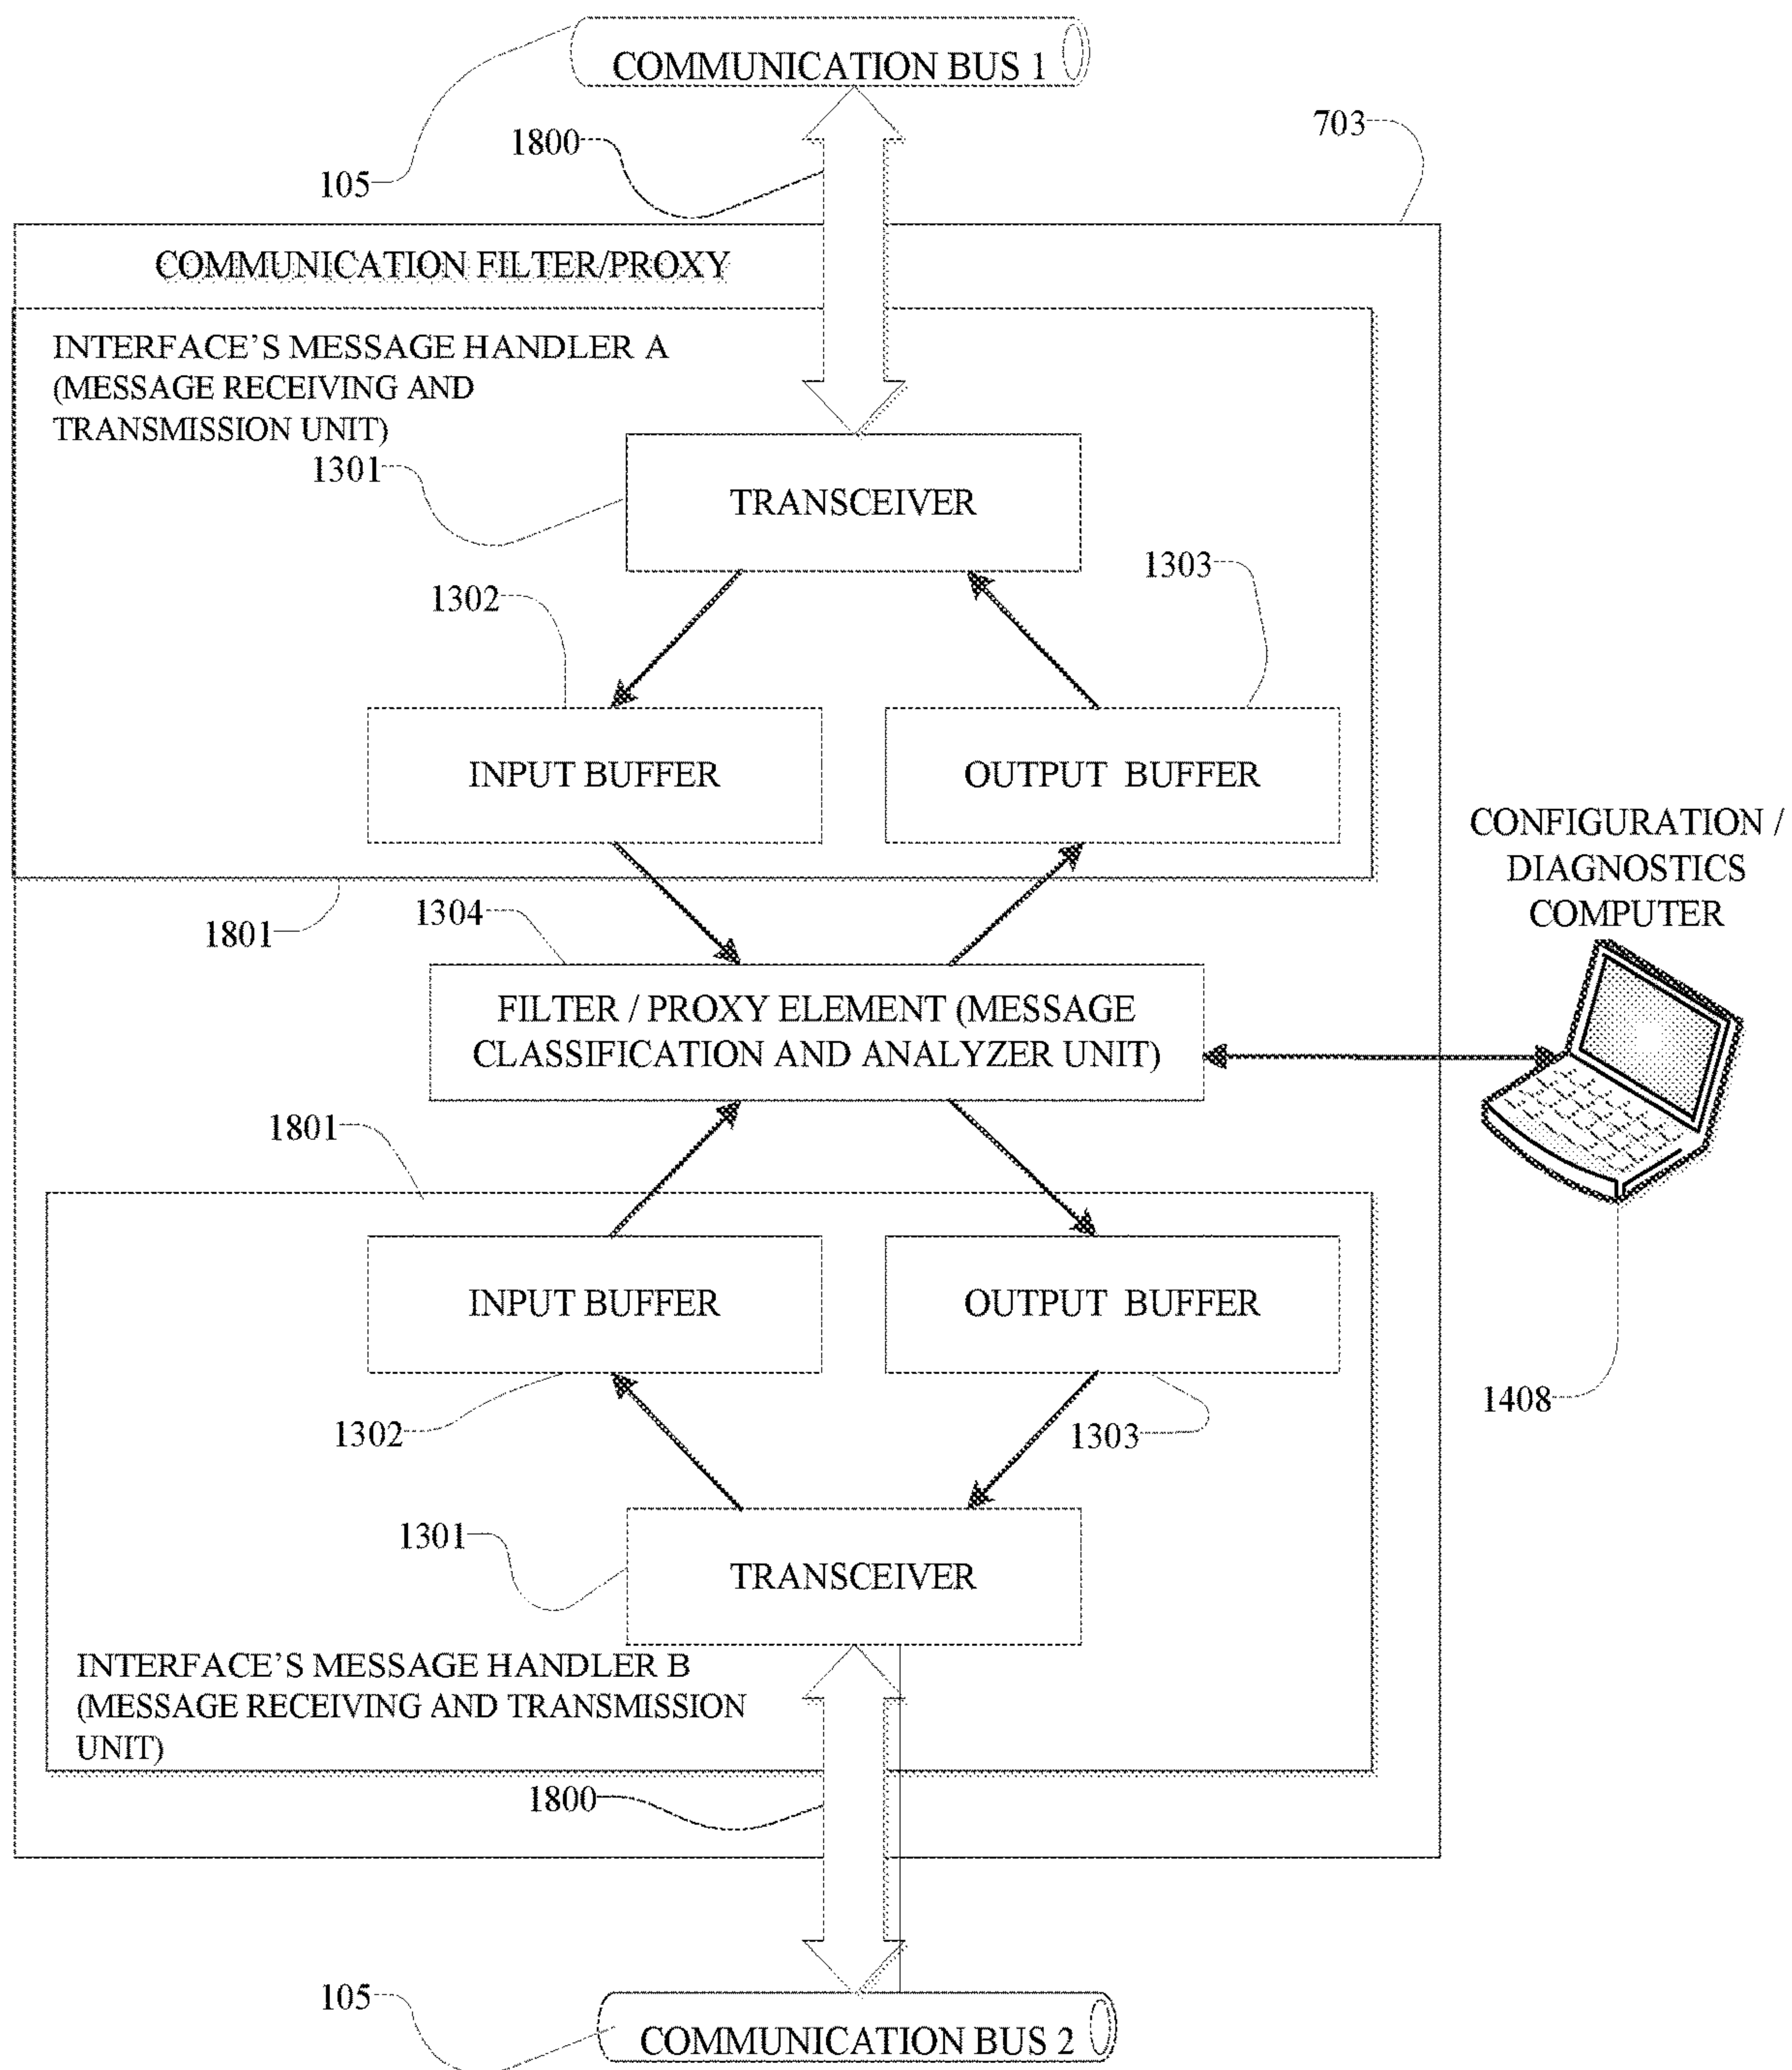 COMMUNICATION BUS 1
703
1800
105
COMMUNICATION FILTER/PROXY
INTERFACE'S MESSAGE HANDLER A
(MESSAGE RECEIVING AND
TRANSMISSION UNIT)
1301
TRANSCEIVER
1303
1302
INPUT BUFFER
OUTPUT BUFFER
CONFIGURATION /
DIAGNOSTICS
COMPUTER
1801
1304
FILTER / PROXY ELEMENT (MESSAGE
CLASSIFICATION AND ANALYZER UNIT)
1801
INPUT BUFFER
OUTPUT BUFFER
1408
1302
1303
1301
TRANSCEIVER
INTERFACE'S MESSAGE HANDLER B
(MESSAGE RECEIVING AND TRANSMISSION
UNIT)
1800
105
COMMUNICATION BUS 2